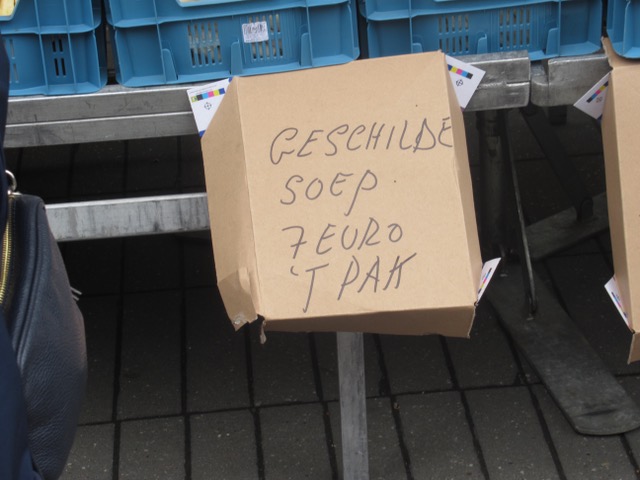 GESCHILDE
SOEP.
7 EURO
'T PAK